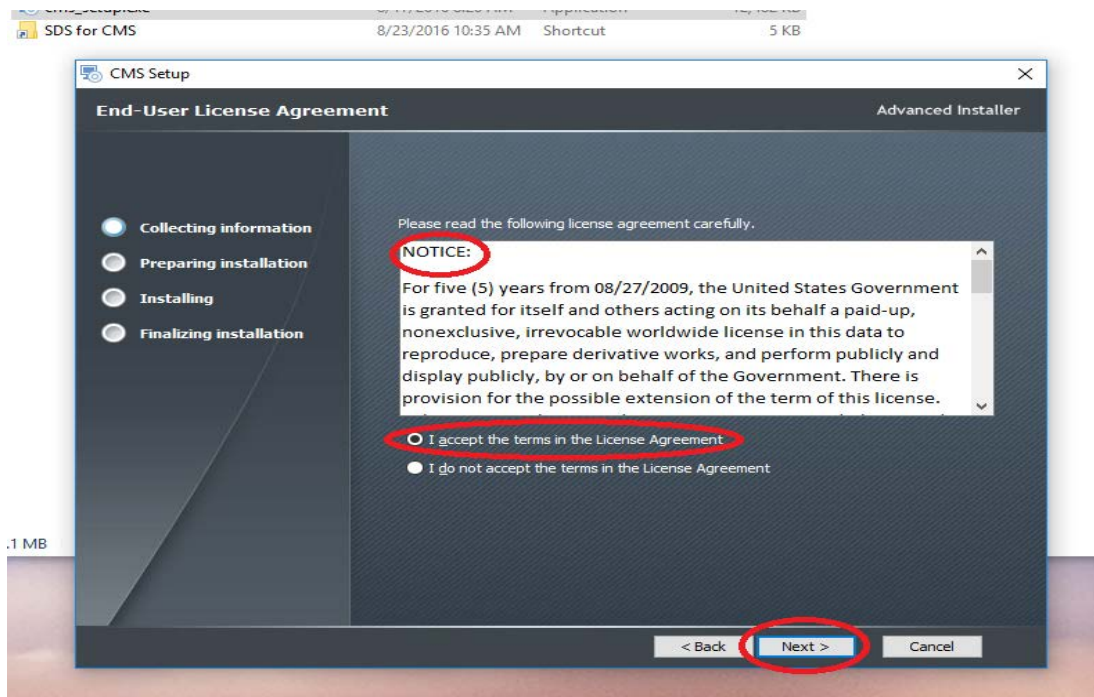 SDS for CMS 8/23/2016 10:35 AM Shortcut 5 KB
CMS Setup
End-User License Agreement Advanced Installer
Collecting information
Preparing installation
Installing
Finalizing installation
Please read the following license agreement carefully.
NOTICE:
For five (5) years from 08/27/2009, the United States Government
is granted for itself and others acting on its behalf a paid-up,
nonexclusive, irrevocable worldwide license in this data to
reproduce, prepare derivative works, and perform publicly and
display publicly, by or on behalf of the Government. There is
provision for the possible extension of the term of this license.
I accept the terms in the License Agreement
I do not accept the terms in the License Agreement
.1 MB
< Back Next > Cancel